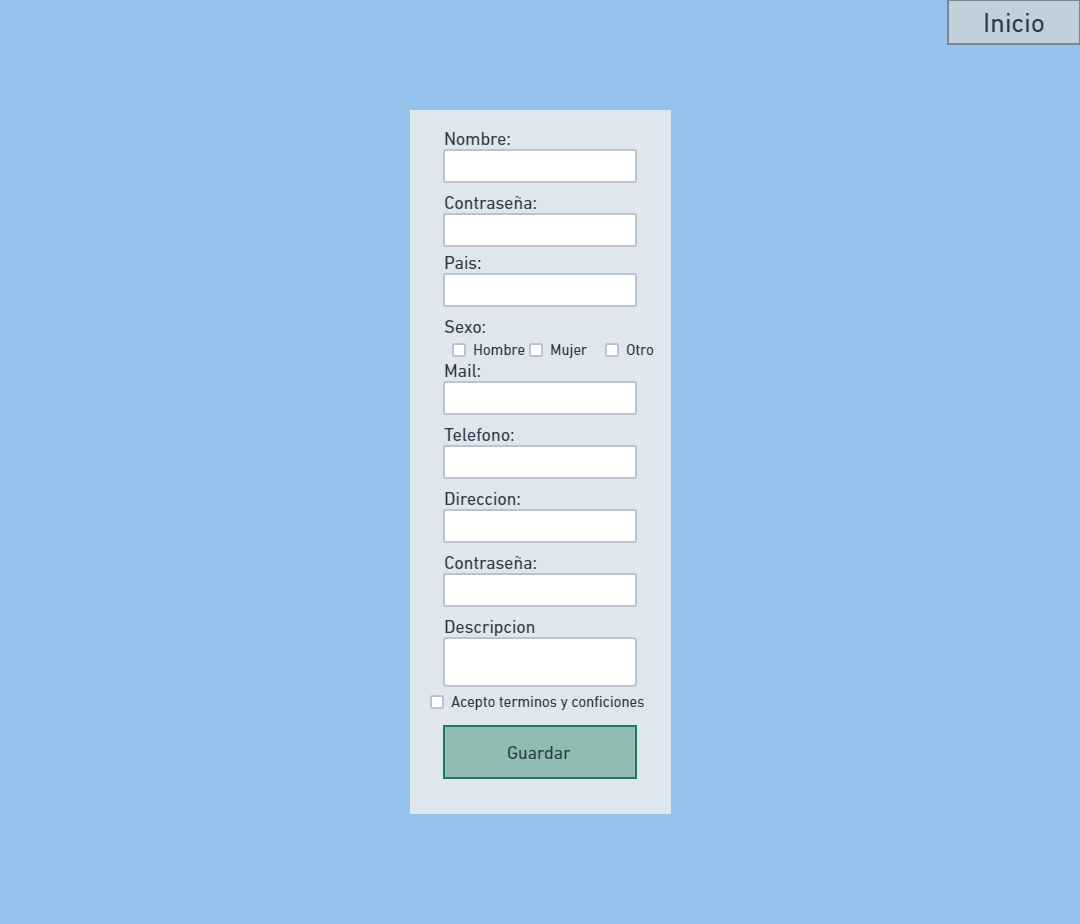 Inicio
Nombre:
Contraseña:
Pais:
Sexo:
Hombre Mujer Otro
Mail:
Telefono:
Direccion:
Contraseña:
Descripcion
Acepto terminos y conficiones
Guardar